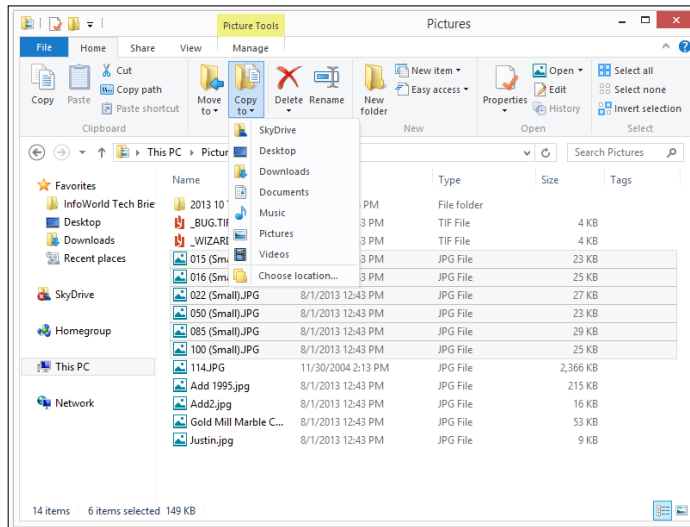 Picture Tools
Pictures
File Home Share View Manage
Copy
Paste
Cut
Copy path
Paste shortcut
Clipboard
Move to
Copy to
Delete
Rename
New folder
New item
Easy access
New
Properties
Open
Edit
History
Open
Select all
Select none
Invert selection
Select
This PC Pictur
Search Pictures
SkyDrive
Desktop
Downloads
Documents
Music
Pictures
Videos
Choose location...
Favorites
InfoWorld Tech Brie
Desktop
Downloads
Recent places
SkyDrive
Homegroup
This PC
Network
Name Type Size Tags
2013 10 PM File folder
_BUG.TI 3 PM TIF File 4 KB
_WIZARD 3 PM TIF File 4 KB
015 (Sma 3 PM JPG File 23 KB
016 (Sma 3 PM JPG File 25 KB
022 (Small).JPG 8/1/2013 12:43 PM JPG File 27 KB
050 (Small).JPG 8/1/2013 12:43 PM JPG File 23 KB
085 (Small).JPG 8/1/2013 12:43 PM JPG File 29 KB
100 (Small).JPG 8/1/2013 12:43 PM JPG File 25 KB
114.JPG 11/30/2004 2:13 PM JPG File 2,366 KB
Add 1995.jpg 8/1/2013 12:43 PM JPG File 215 KB
Add2.jpg 8/1/2013 12:43 PM JPG File 16 KB
Gold Mill Marble C... 8/1/2013 12:43 PM JPG File 53 KB
Justin.jpg 8/1/2013 12:43 PM JPG File 9 KB
14 items 6 items selected 149 KB